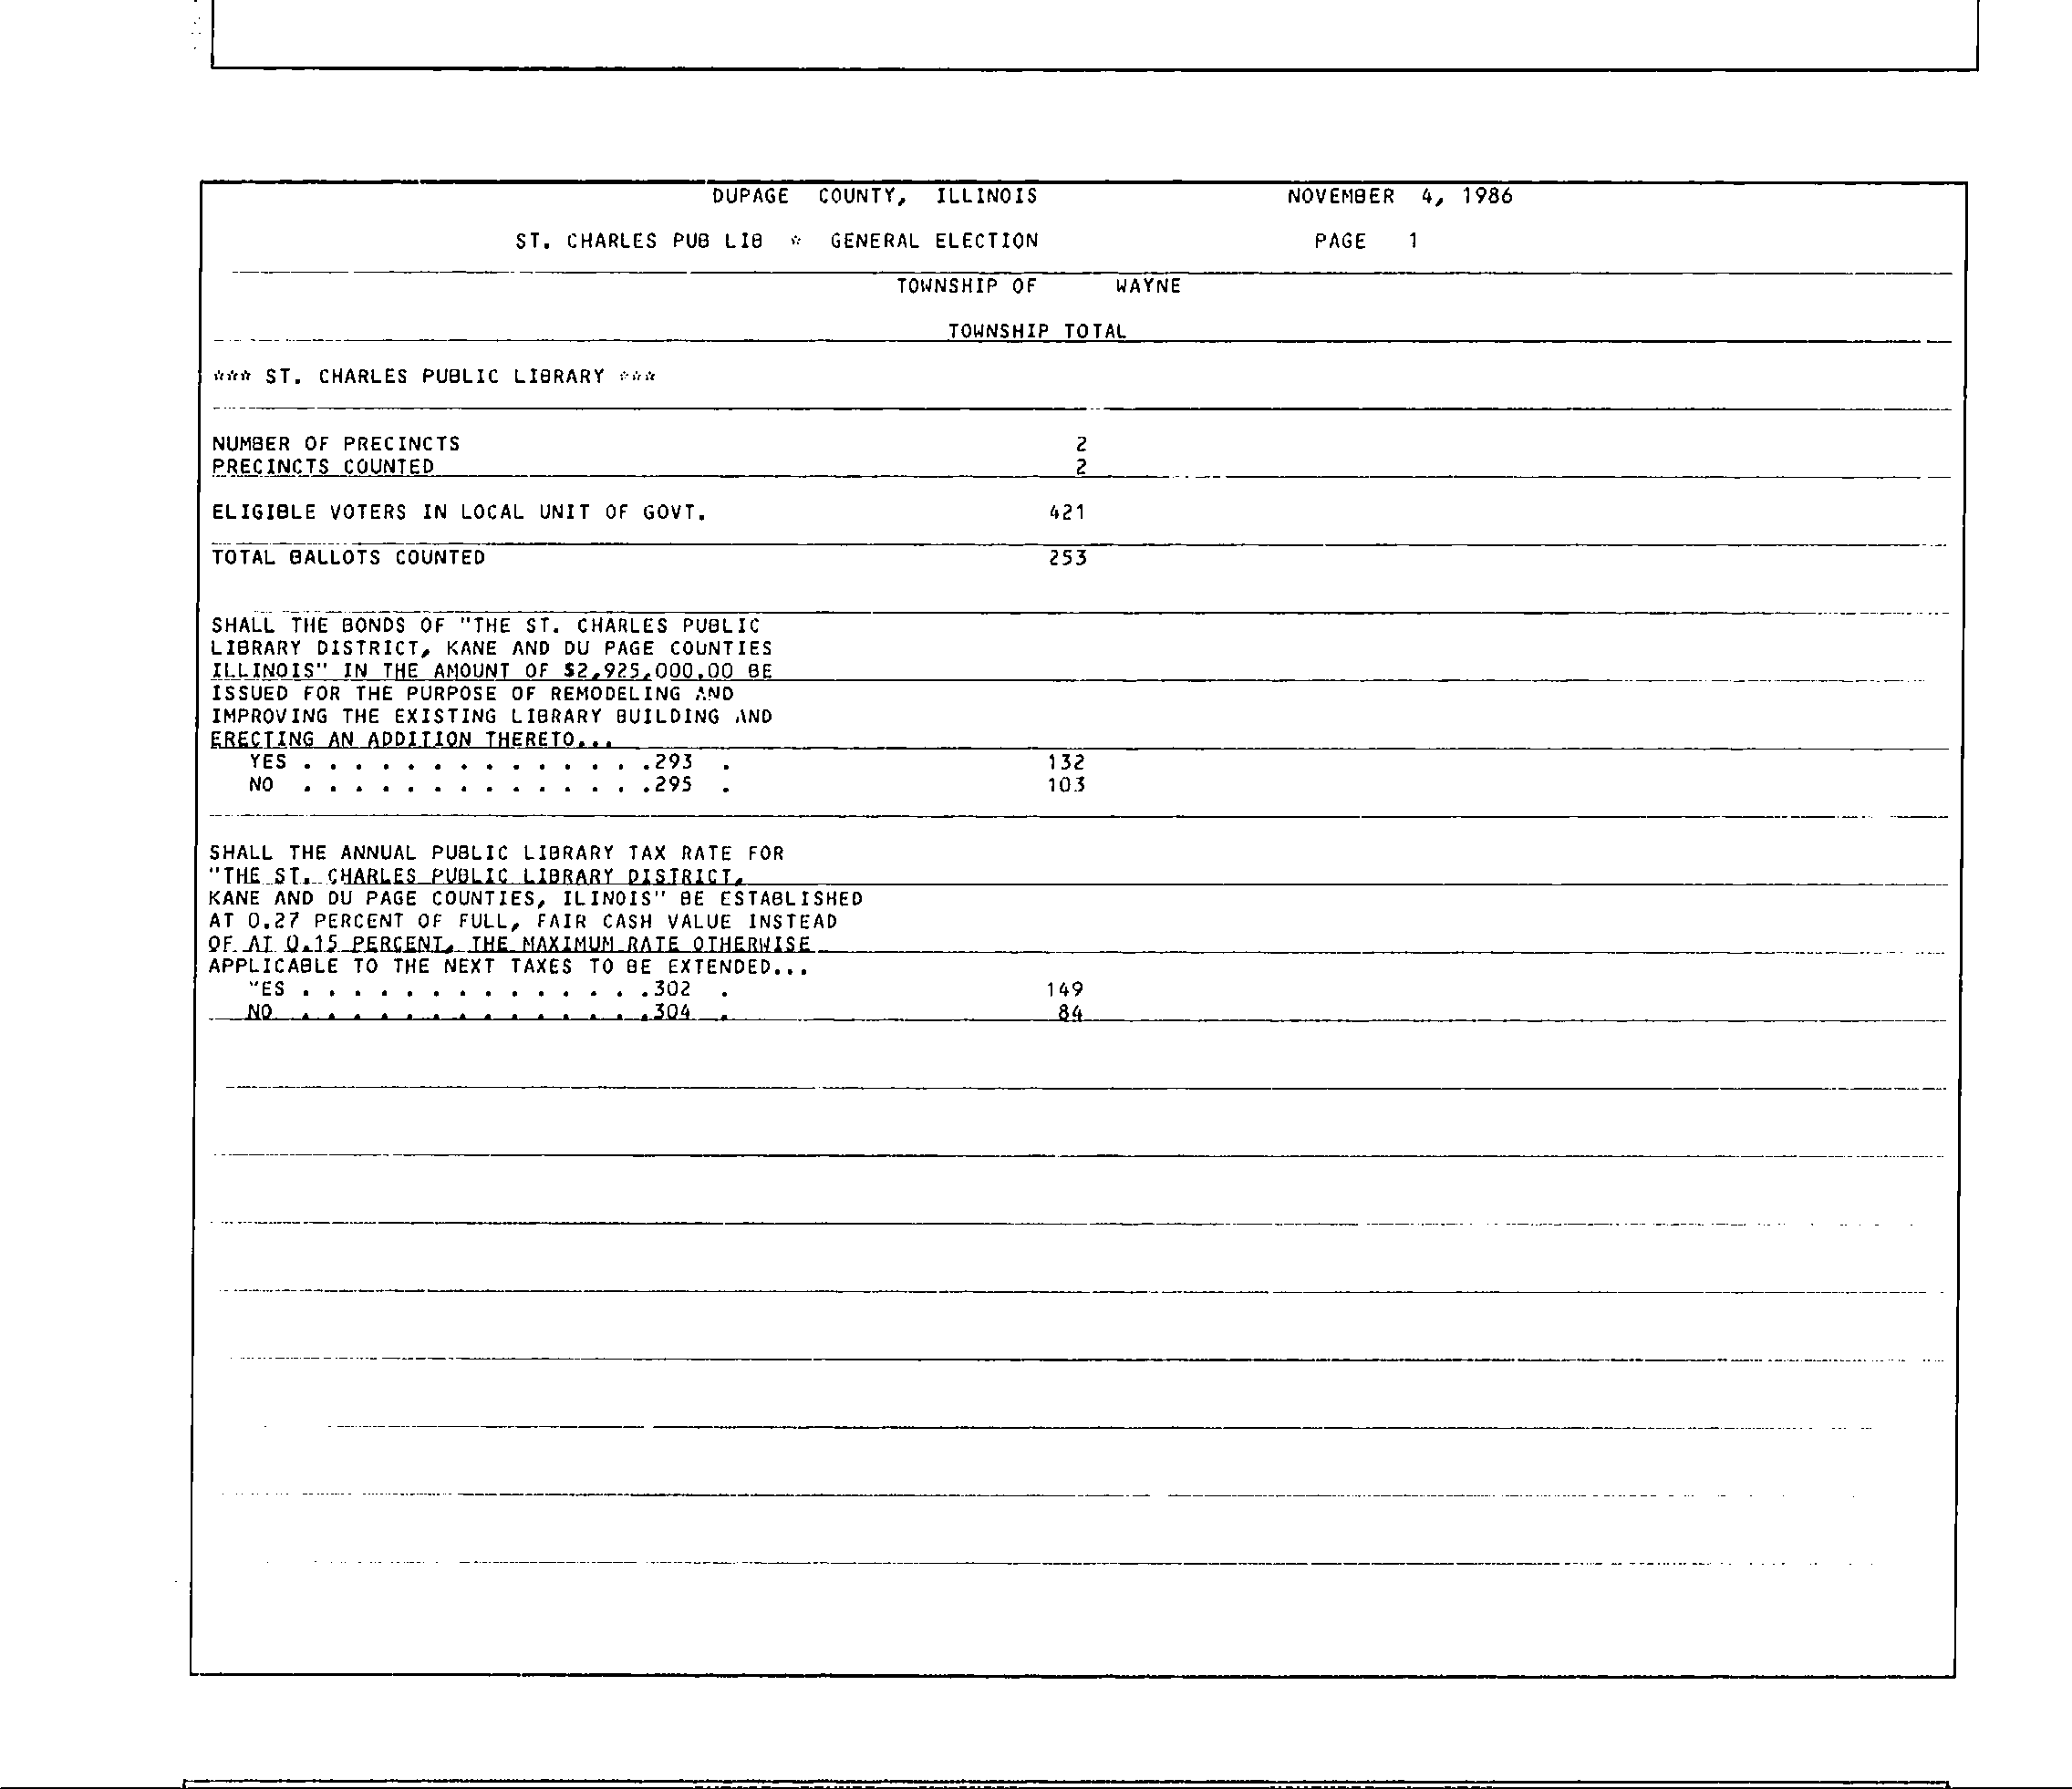 DUPAGE COUNTY, ILLINOIS NOVEMBER 4, 1986
ST. CHARLES PUB LIB * GENERAL ELECTION PAGE 1
TOWNSHIP OF WAYNE
TOWNSHIP TOTAL
*** ST. CHARLES PUBLIC LIBRARY ***
NUMBER OF PRECINCTS 2
PRECINCTS COUNTED 2
ELIGIBLE VOTERS IN LOCAL UNIT OF GOVT. 421
TOTAL BALLOTS COUNTED 253
SHALL THE BONDS OF "THE ST. CHARLES PUBLIC
LIBRARY DISTRICT, KANE AND DU PAGE COUNTIES
ILLINOIS" IN THE AMOUNT OF $2,925,000.00 BE
ISSUED FOR THE PURPOSE OF REMODELING AND
IMPROVING THE EXISTING LIBRARY BUILDING AND
ERECTING AN ADDITION THERETO...
YES . . . . . . . . . . . . . .293 . 132
NO . . . . . . . . . . . . . .295 . 103
SHALL THE ANNUAL PUBLIC LIBRARY TAX RATE FOR
"THE ST. CHARLES PUBLIC LIBRARY DISTRICT,
KANE AND DU PAGE COUNTIES, ILINOIS" BE ESTABLISHED
AT 0.27 PERCENT OF FULL, FAIR CASH VALUE INSTEAD
OF AT 0.15 PERCENT, THE MAXIMUM RATE OTHERWISE
APPLICABLE TO THE NEXT TAXES TO BE EXTENDED...
YES . . . . . . . . . . . . . .302 . 149
NO . . . . . . . . . . . . . .304 . 84